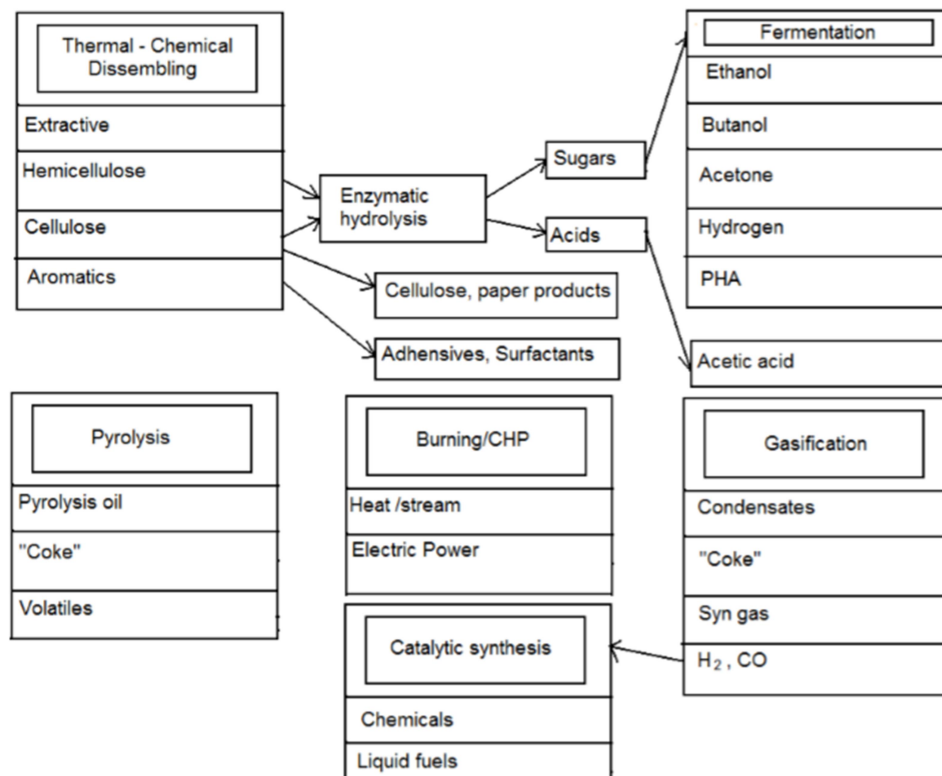 Thermal - Chemical
Dissembling
Extractive
Hemicellulose
Cellulose
Aromatics
Enzymatic
hydrolysis
Sugars
Acids
Cellulose, paper products
Adhensives, Surfactants
Fermentation
Ethanol
Butanol
Acetone
Hydrogen
PHA
Acetic acid
Pyrolysis
Pyrolysis oil
"Coke"
Volatiles
Burning/CHP
Heat /stream
Electric Power
Catalytic synthesis
Chemicals
Liquid fuels
Gasification
Condensates
"Coke"
Syn gas
H₂ , CO